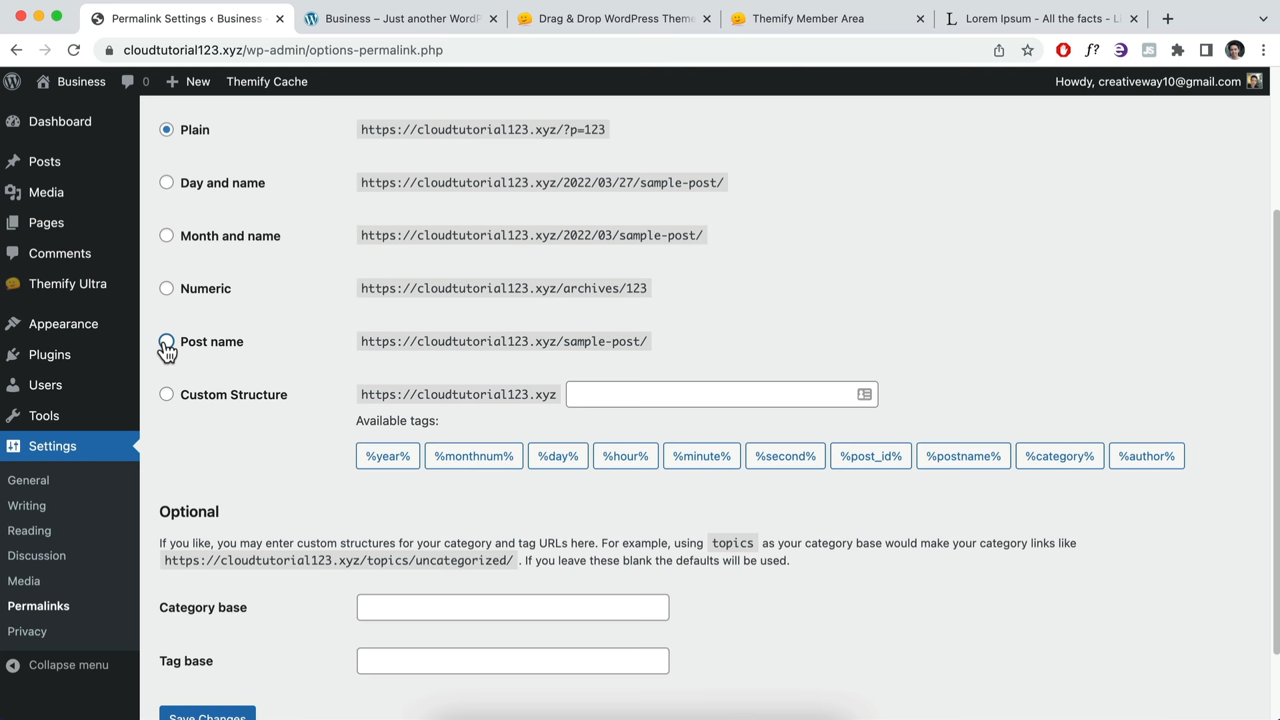 Permalink Settings ‹ Business
Business – Just another WordP
Drag & Drop WordPress Theme
Themify Member Area
Lorem Ipsum - All the facts - Li
cloudtutorial123.xyz/wp-admin/options-permalink.php
Business 0 New Themify Cache Howdy, creativeway10@gmail.com
Dashboard
Posts
Media
Pages
Comments
Themify Ultra
Appearance
Plugins
Users
Tools
Settings
General
Writing
Reading
Discussion
Media
Permalinks
Privacy
Collapse menu
Plain https://cloudtutorial123.xyz/?p=123
Day and name https://cloudtutorial123.xyz/2022/03/27/sample-post/
Month and name https://cloudtutorial123.xyz/2022/03/sample-post/
Numeric https://cloudtutorial123.xyz/archives/123
Post name https://cloudtutorial123.xyz/sample-post/
Custom Structure https://cloudtutorial123.xyz
Available tags:
%year% %monthnum% %day% %hour% %minute% %second% %post_id% %postname% %category% %author%
Optional
If you like, you may enter custom structures for your category and tag URLs here. For example, using topics as your category base would make your category links like
https://cloudtutorial123.xyz/topics/uncategorized/ . If you leave these blank the defaults will be used.
Category base
Tag base
Save Changes